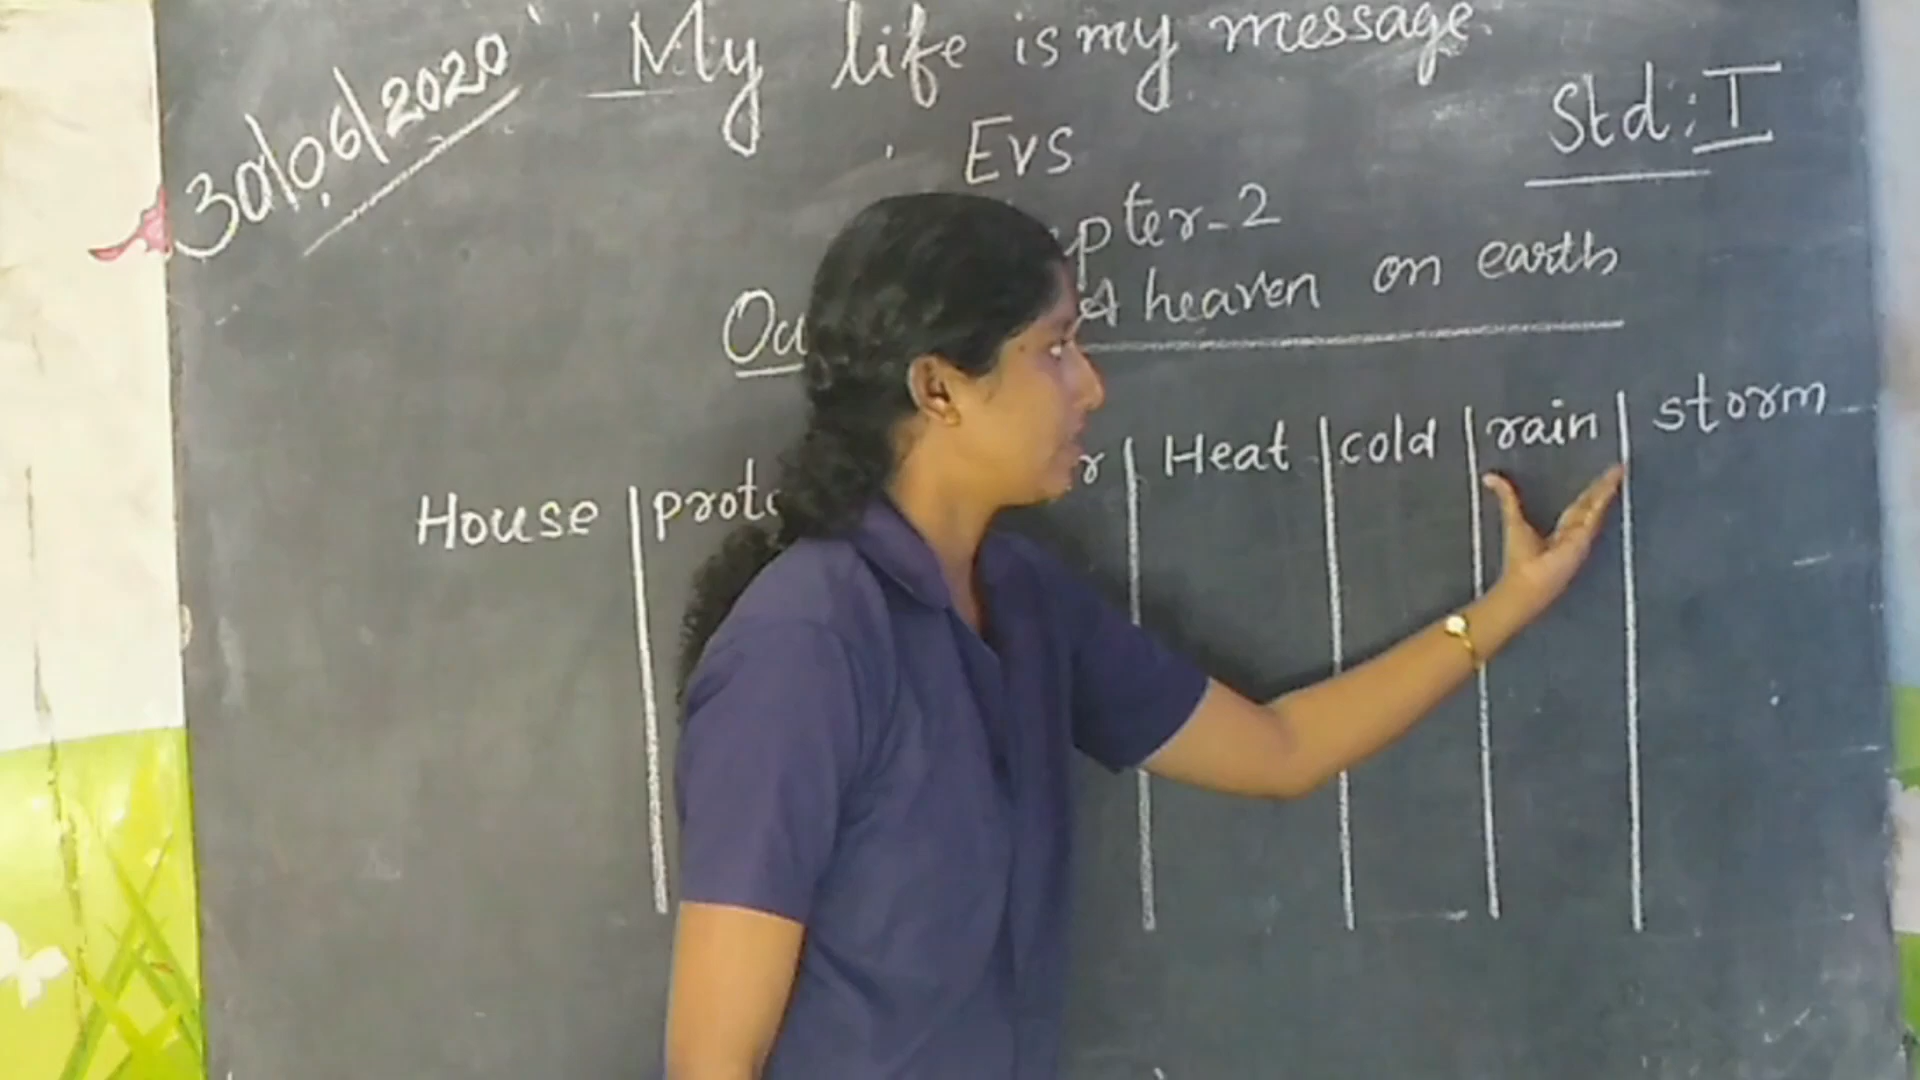 30/06/2020
My life is my message.
Std: I
Evs
pter-2
A heaven on earth
House | prot r | Heat | cold | rain | storm